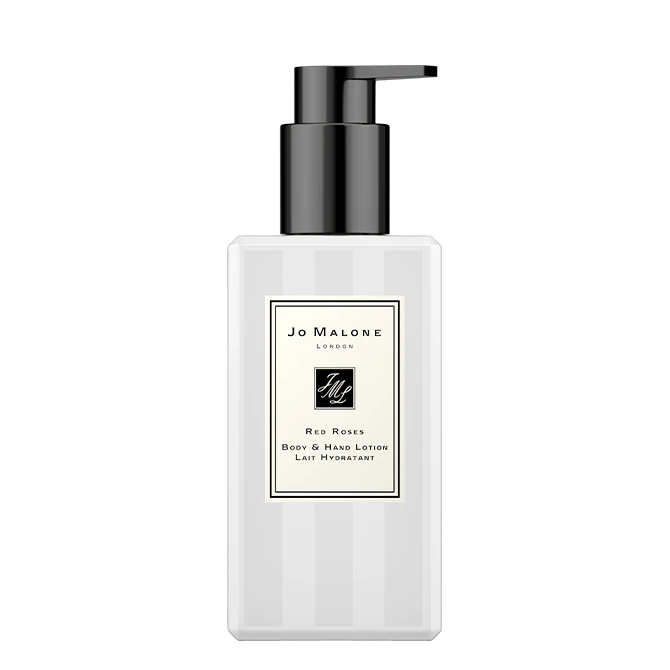 Jo Malone
London
JML
Red Roses
Body & Hand Lotion
Lait Hydratant